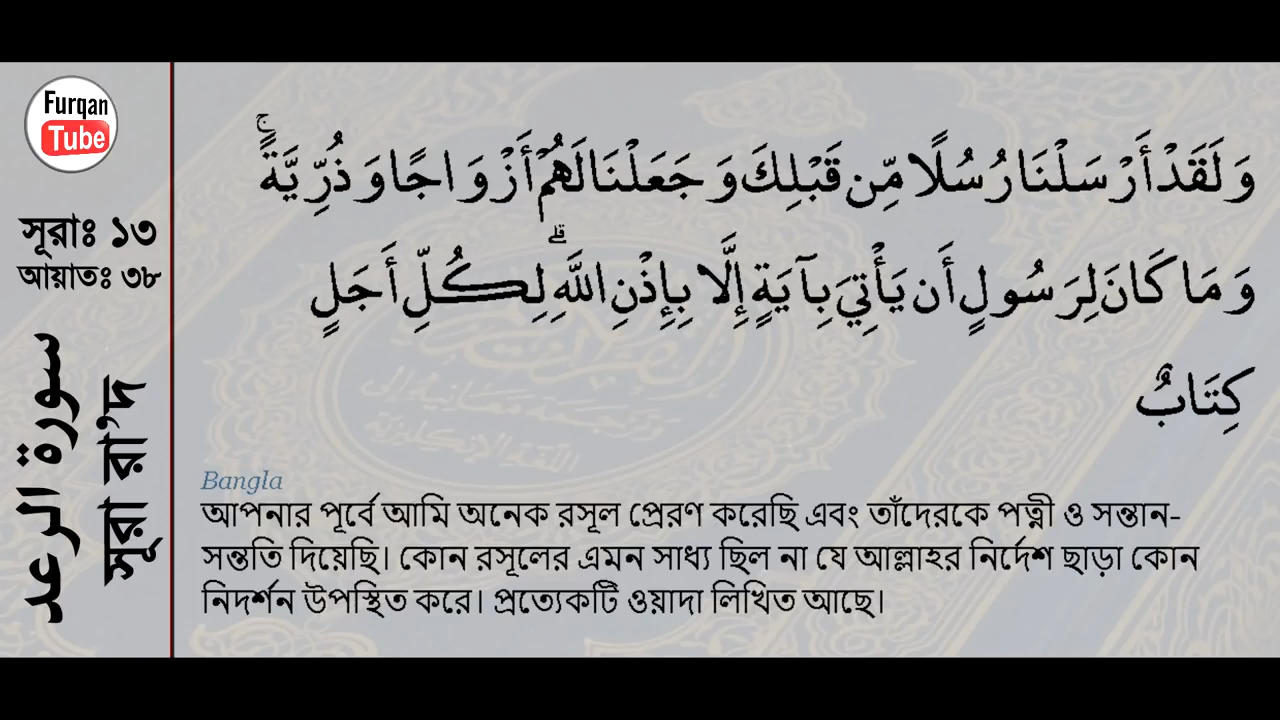 Furqan
Tube
সূরাঃ ১৩
আয়াতঃ ৩৮
سورة الرعد
সূরা রা'দ
وَلَقَدْ أَرْسَلْنَا رُسُلًا مِّن قَبْلِكَ وَجَعَلْنَا لَهُمْ أَزْوَاجًا وَذُرِّيَّةً ۚ
وَمَا كَانَ لِرَسُولٍ أَن يَأْتِيَ بِآيَةٍ إِلَّا بِإِذْنِ اللَّهِ ۗ لِكُلِّ أَجَلٍ
كِتَابٌ
Bangla
আপনার পূর্বে আমি অনেক রসূল প্রেরণ করেছি এবং তাঁদেরকে পত্নী ও সন্তান-
সন্ততি দিয়েছি। কোন রসূলের এমন সাধ্য ছিল না যে আল্লাহর নির্দেশ ছাড়া কোন
নিদর্শন উপস্থিত করে। প্রত্যেকটি ওয়াদা লিখিত আছে।